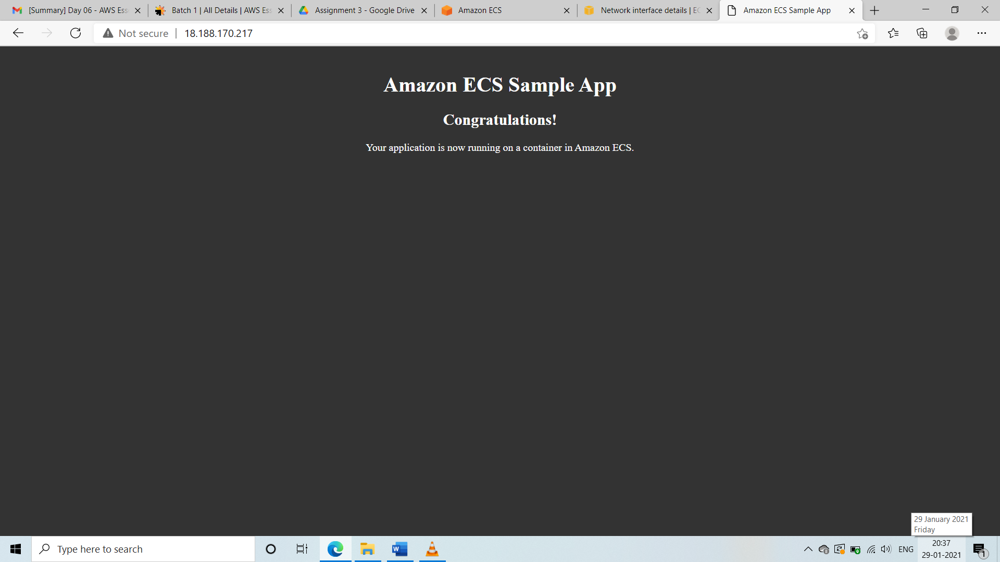 [Summary] Day 06 - AWS Ess
Batch 1 | All Details | AWS Ess
Assignment 3 - Google Drive
Amazon ECS
Network interface details | EC
Amazon ECS Sample App
Not secure
18.188.170.217
Amazon ECS Sample App
Congratulations!
Your application is now running on a container in Amazon ECS.
29 January 2021
Friday
Type here to search
W
ENG
20:37
29-01-2021
1